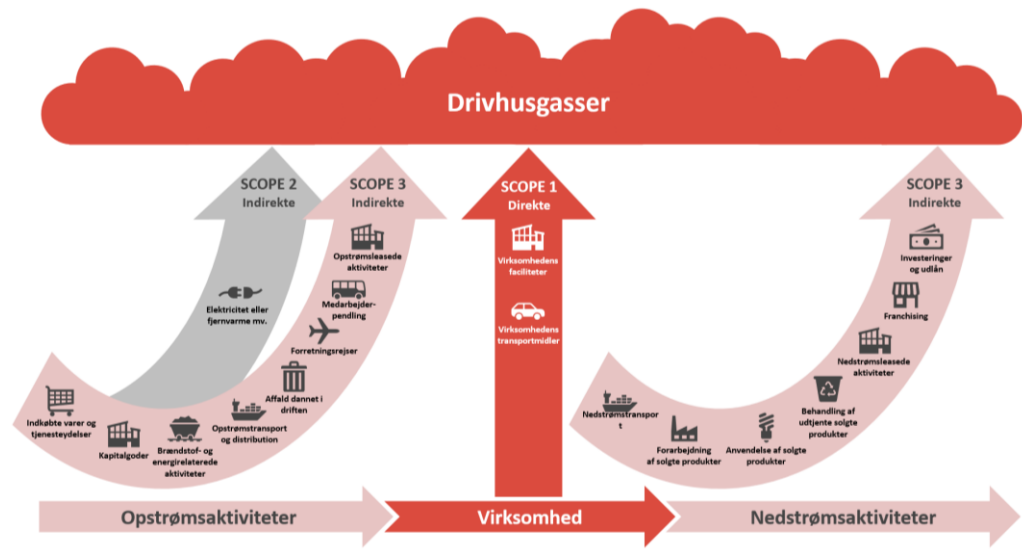 Drivhusgasser
SCOPE 2
Indirekte
Elektricitet eller
fjernvarme mv.
SCOPE 3
Indirekte
Opstrømsleasede
aktiviteter
Medarbejder-
pendling
Forretningsrejser
Affald dannet i
driften
Opstrømstransport
og distribution
Brændstof- og
energirelaterede
aktiviteter
Kapitalgoder
Indkøbte varer og
tjenesteydelser
SCOPE 1
Direkte
Virksomhedens
faciliteter
Virksomhedens
transportmidler
SCOPE 3
Indirekte
Investeringer
og udlån
Franchising
Nedstrømsleasede
aktiviteter
Behandling af
udtjente solgte
produkter
Anvendelse af solgte
produkter
Forarbejdning
af solgte produkter
Nedstrømstranspor
t
Opstrømsaktiviteter
Virksomhed
Nedstrømsaktiviteter